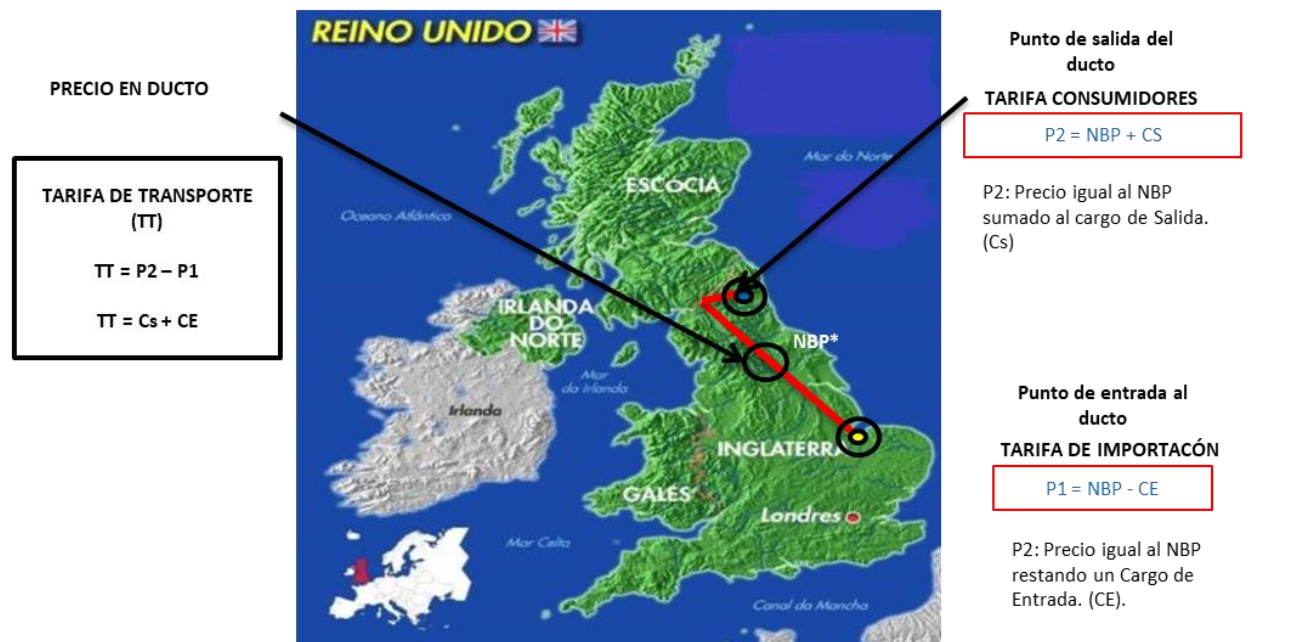 REINO UNIDO
PRECIO EN DUCTO
TARIFA DE TRANSPORTE
(TT)
TT = P2 – P1
TT = Cs + CE
Mar do Norte
ESCÓCIA
Oceano Atlântico
IRLANDA
DO
NORTE
NBP*
Mar
da Irlanda
Irlanda
INGLATERRA
GALES
Londres
Mar Celta
Canal da Mancha
Punto de salida del
ducto
TARIFA CONSUMIDORES
P2 = NBP + CS
P2: Precio igual al NBP
sumado al cargo de Salida.
(Cs)
Punto de entrada al
ducto
TARIFA DE IMPORTACÓN
P1 = NBP - CE
P2: Precio igual al NBP
restando un Cargo de
Entrada. (CE).